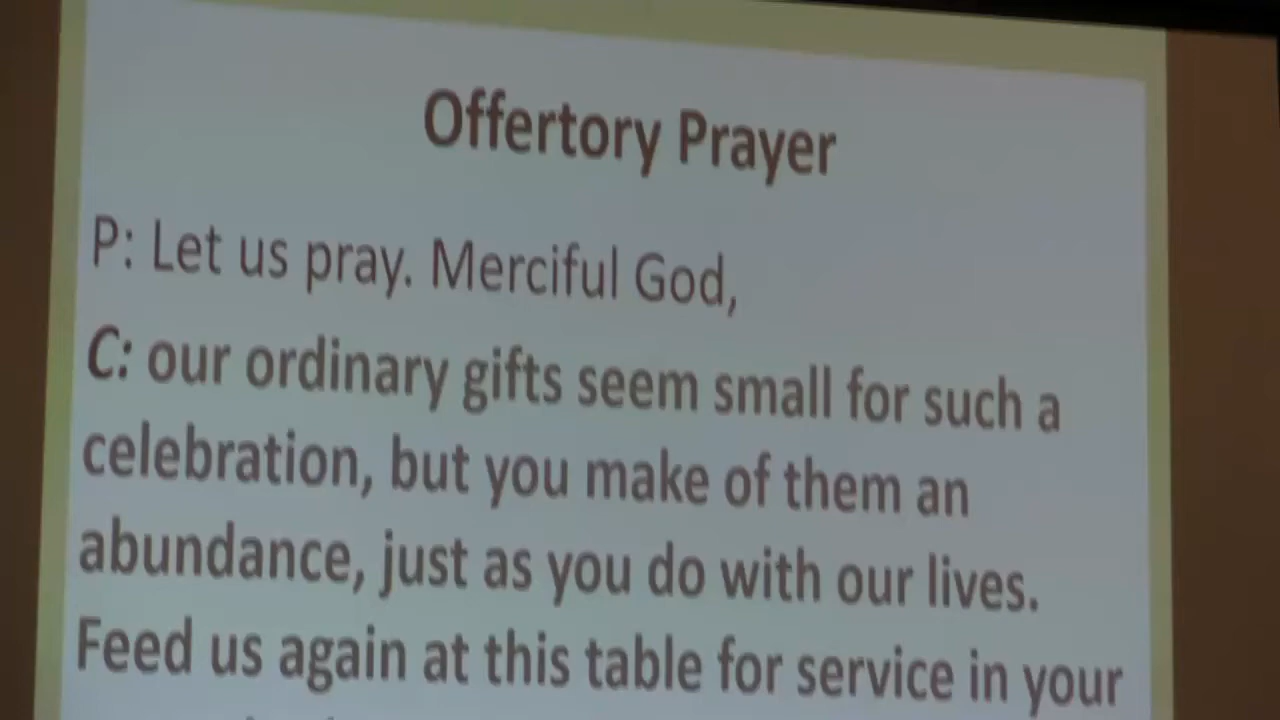 Offertory Prayer
P: Let us pray. Merciful God,
C: our ordinary gifts seem small for such a
celebration, but you make of them an
abundance, just as you do with our lives.
Feed us again at this table for service in your